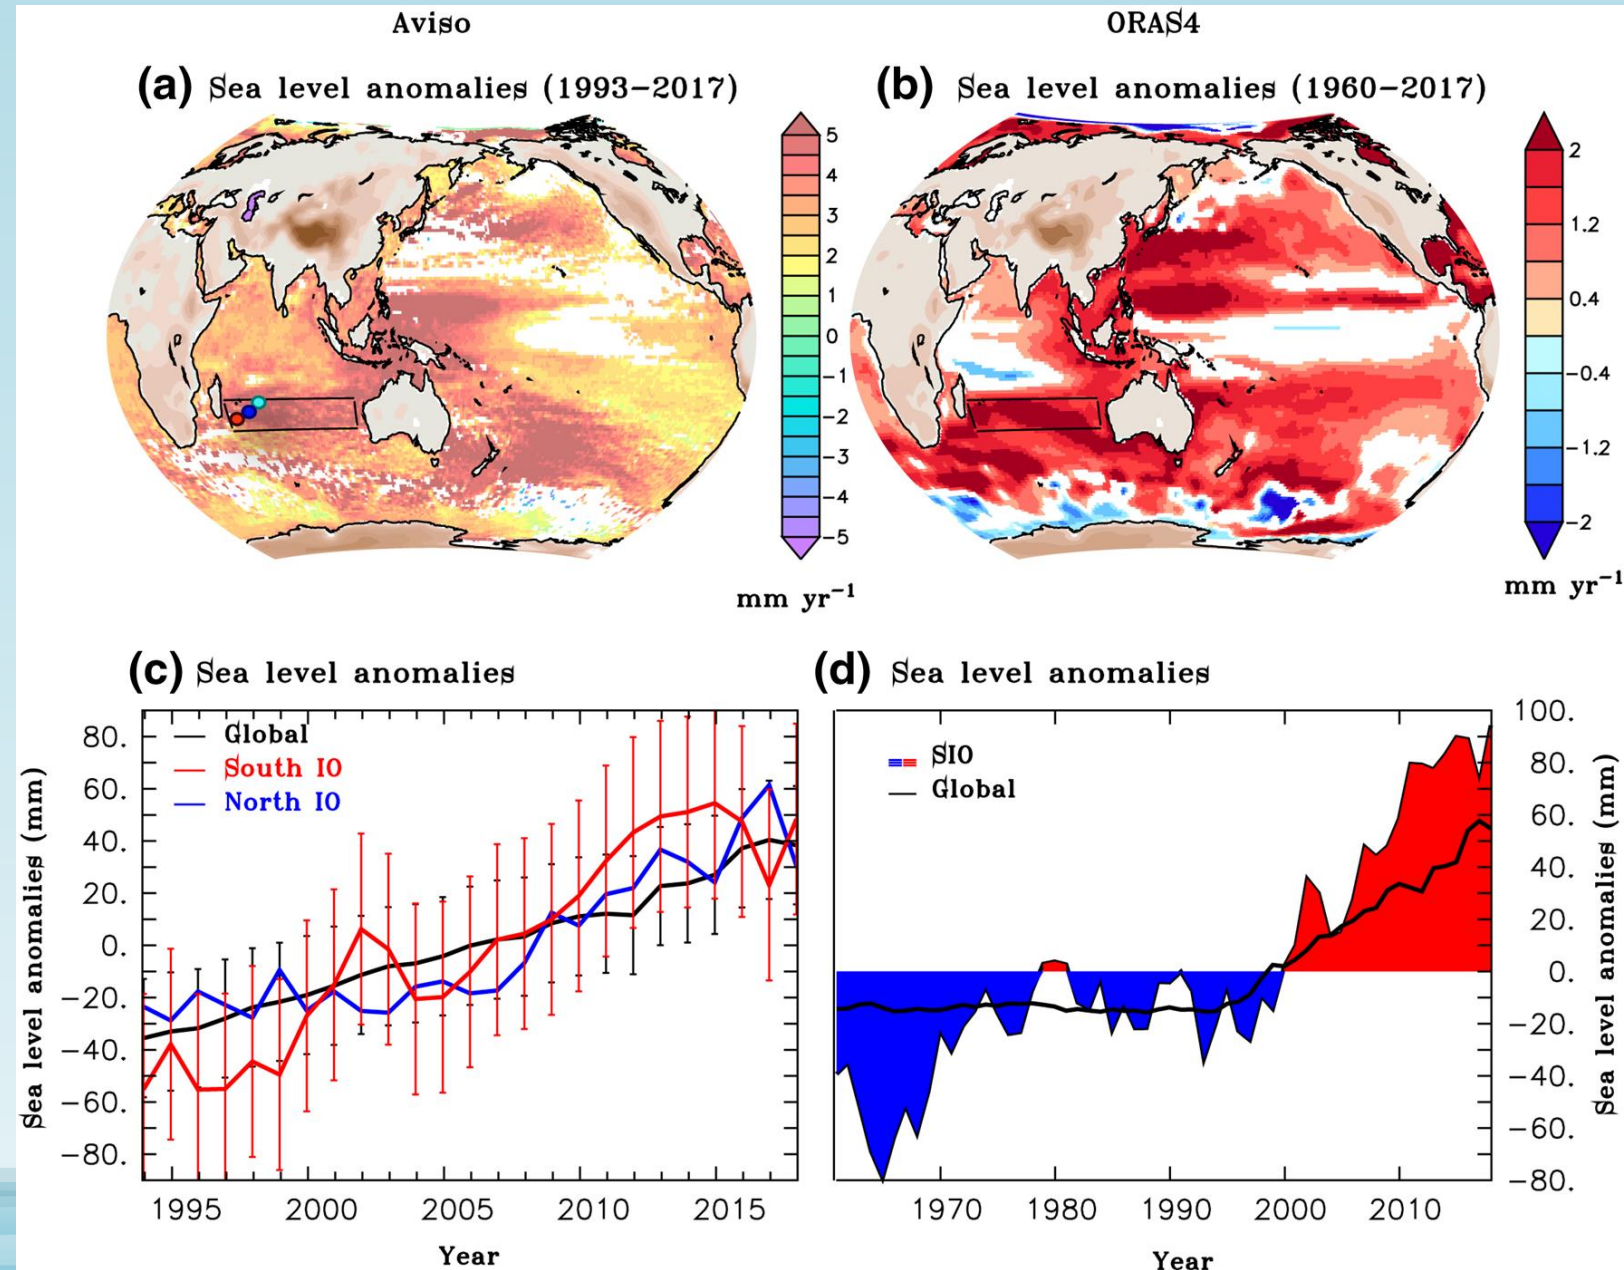 Aviso
ORAS4
(a) Sea level anomalies (1993-2017)
(b) Sea level anomalies (1960-2017)
5
4
3
2
1
0
-1
-2
-3
-4
-5
mm yr-1
2
1.2
0.4
-0.4
-1.2
-2
mm yr-1
(c) Sea level anomalies
(d) Sea level anomalies
Sea level anomalies (mm)
80.
60.
40.
20.
0.
-20.
-40.
-60.
-80.
Global
South IO
North IO
1995 2000 2005 2010 2015
Year
SIO
Global
100.
80.
60.
40.
20.
0.
-20.
-40.
-60.
-80.
Sea level anomalies (mm)
1970 1980 1990 2000 2010
Year